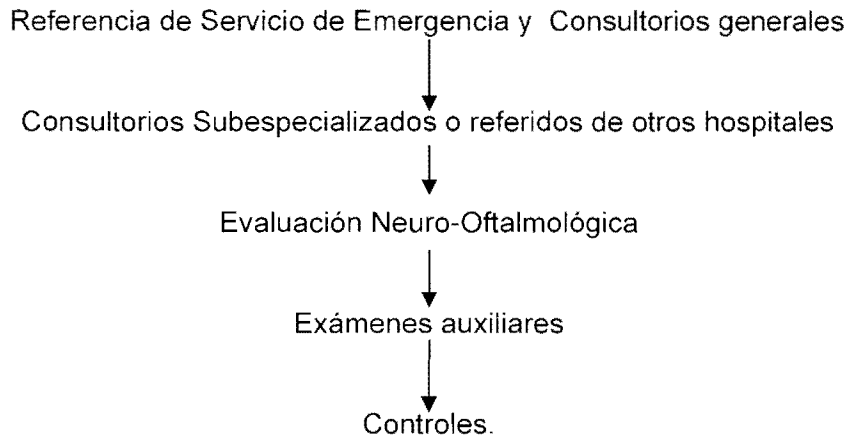 Referencia de Servicio de Emergencia y Consultorios generales
Consultorios Subespecializados o referidos de otros hospitales
Evaluación Neuro-Oftalmológica
Exámenes auxiliares
Controles.